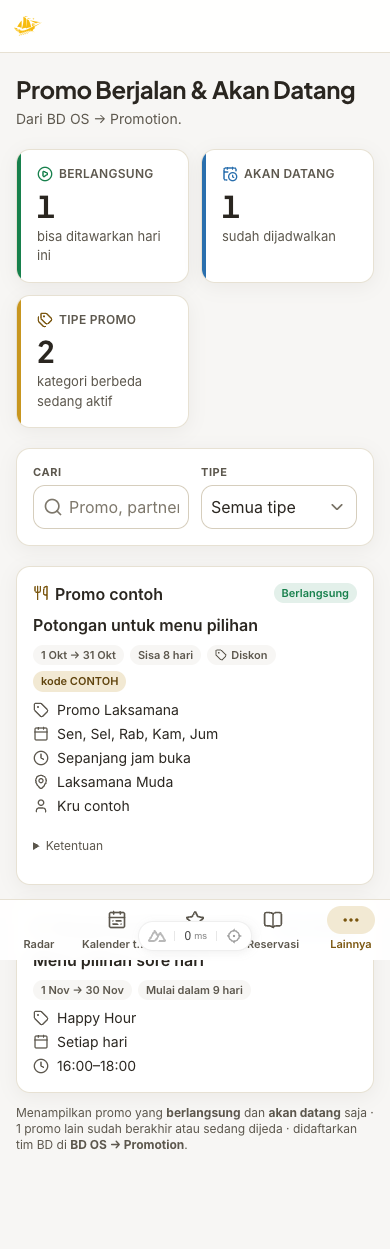 Promo Berjalan & Akan Datang
Dari BD OS → Promotion.
BERLANGSUNG
1
bisa ditawarkan hari
ini
AKAN DATANG
1
sudah dijadwalkan
TIPE PROMO
2
kategori berbeda
sedang aktif
CARI
Promo, partner
TIPE
Semua tipe
Promo contoh
Berlangsung
Potongan untuk menu pilihan
1 Okt → 31 Okt
Sisa 8 hari
Diskon
kode CONTOH
Promo Laksamana
Sen, Sel, Rab, Kam, Jum
Sepanjang jam buka
Laksamana Muda
Kru contoh
Ketentuan
Radar
Kalender t...
0 ms
Reservasi
Lainnya
Menu pilihan sore hari
1 Nov → 30 Nov
Mulai dalam 9 hari
Happy Hour
Setiap hari
16:00–18:00
Menampilkan promo yang berlangsung dan akan datang saja ·
1 promo lain sudah berakhir atau sedang dijeda · didaftarkan
tim BD di BD OS → Promotion.